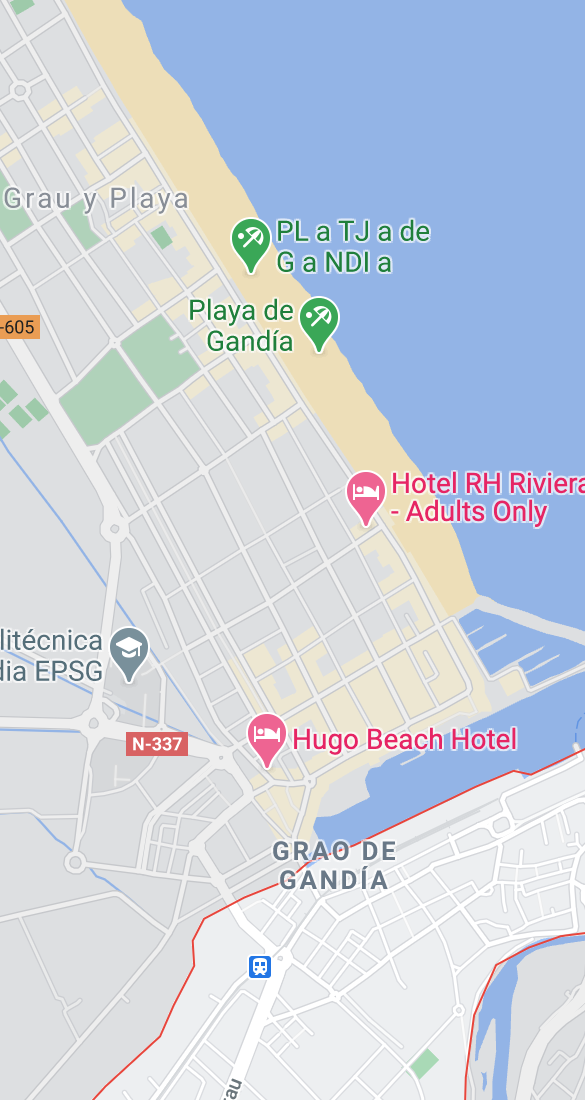 Grau y Playa
PL a TJ a de
G a NDI a
Playa de
Gandía
-605
Hotel RH Riviera
- Adults Only
litécnica
dia EPSG
N-337
Hugo Beach Hotel
GRAO DE
GANDÍA
au